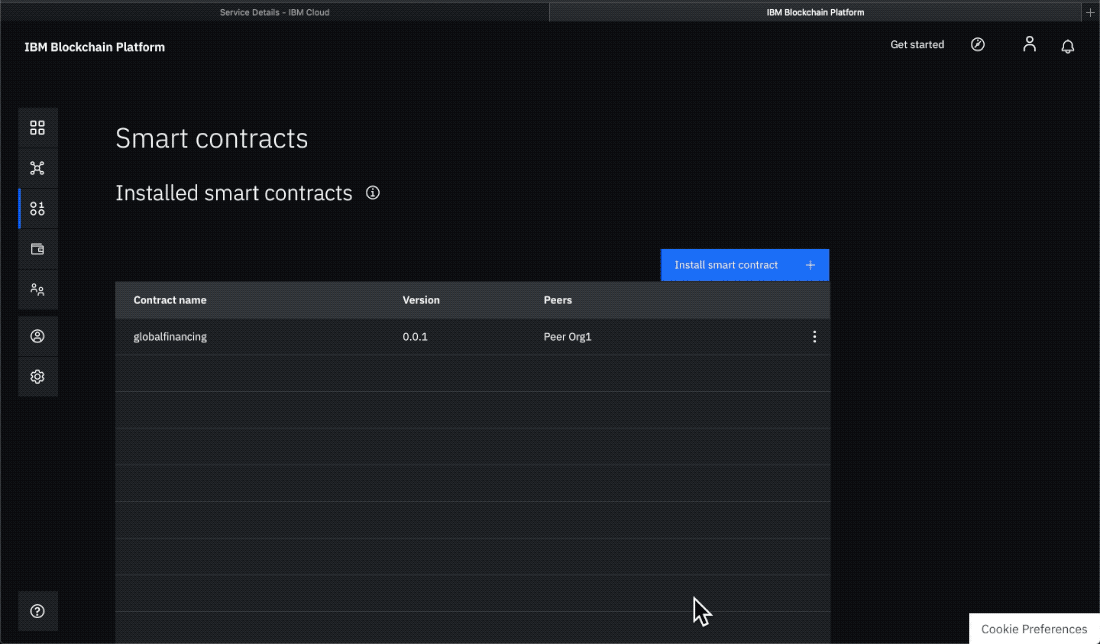 Service Details - IBM Cloud
IBM Blockchain Platform
IBM Blockchain Platform
Get started
Smart contracts
Installed smart contracts
Install smart contract
Contract name Version Peers
globalfinancing 0.0.1 Peer Org1
Cookie Preferences